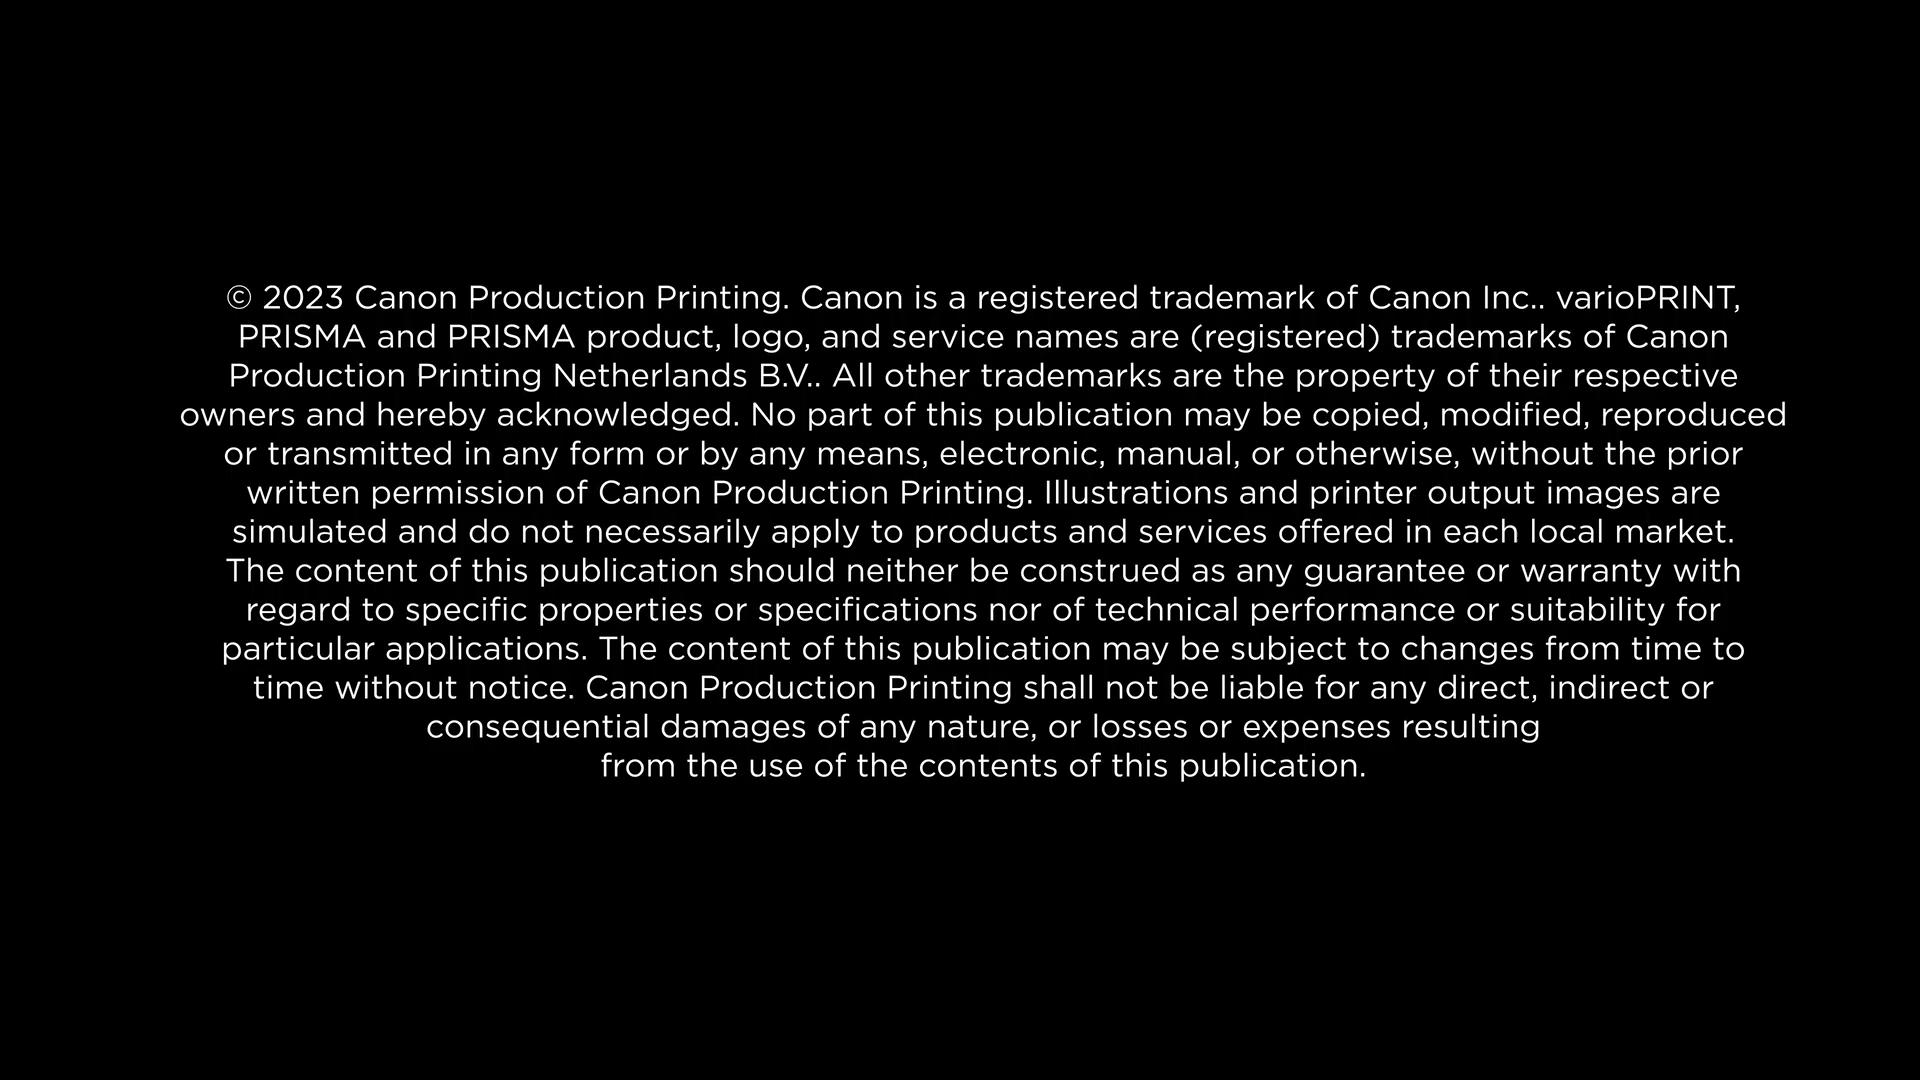 © 2023 Canon Production Printing. Canon is a registered trademark of Canon Inc.. varioPRINT,
PRISMA and PRISMA product, logo, and service names are (registered) trademarks of Canon
Production Printing Netherlands B.V.. All other trademarks are the property of their respective
owners and hereby acknowledged. No part of this publication may be copied, modified, reproduced
or transmitted in any form or by any means, electronic, manual, or otherwise, without the prior
written permission of Canon Production Printing. Illustrations and printer output images are
simulated and do not necessarily apply to products and services offered in each local market.
The content of this publication should neither be construed as any guarantee or warranty with
regard to specific properties or specifications nor of technical performance or suitability for
particular applications. The content of this publication may be subject to changes from time to
time without notice. Canon Production Printing shall not be liable for any direct, indirect or
consequential damages of any nature, or losses or expenses resulting
from the use of the contents of this publication.